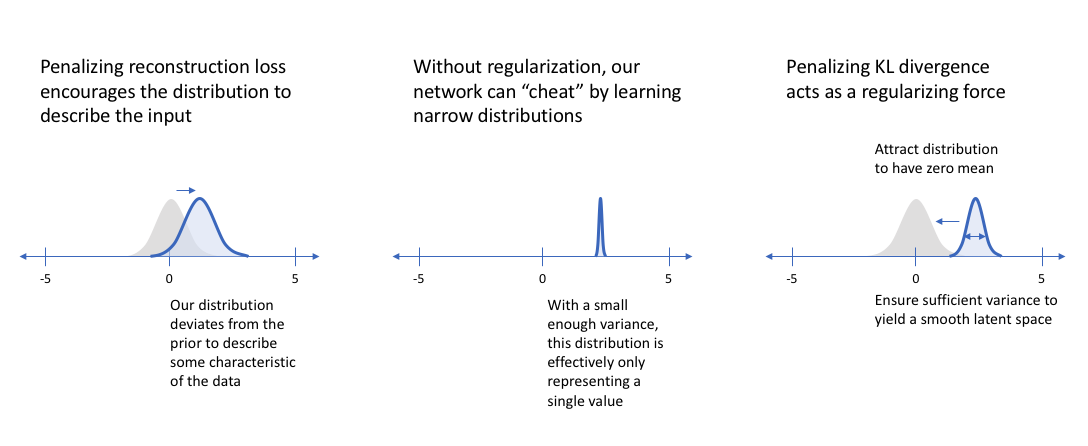 Penalizing reconstruction loss
encourages the distribution to
describe the input
-5
0
5
Our distribution
deviates from the
prior to describe
some characteristic
of the data
Without regularization, our
network can “cheat” by learning
narrow distributions
-5
0
5
With a small
enough variance,
this distribution is
effectively only
representing a
single value
Penalizing KL divergence
acts as a regularizing force
Attract distribution
to have zero mean
-5
0
5
Ensure sufficient variance to
yield a smooth latent space